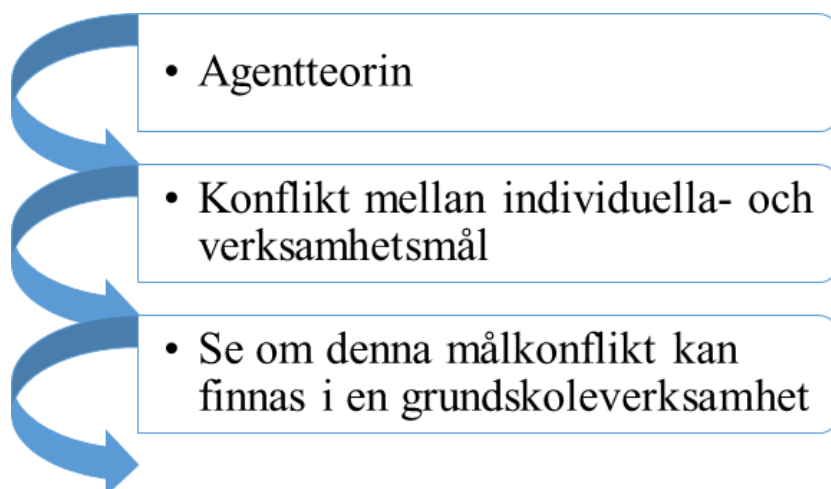 • Agentteorin
• Konflikt mellan individuella- och
verksamhetsmål
• Se om denna målkonflikt kan
finnas i en grundskoleverksamhet